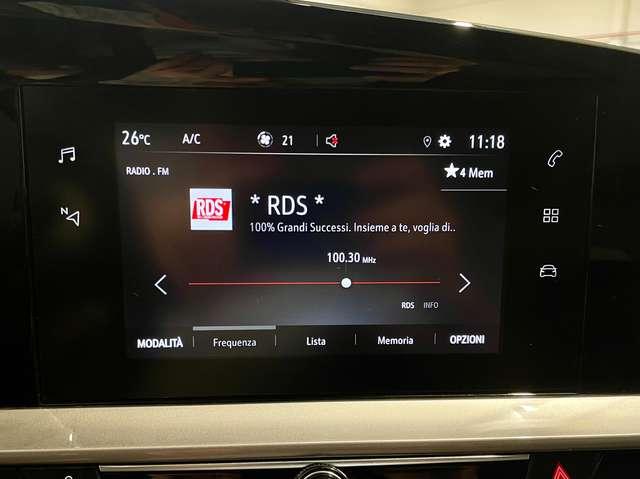 26°C A/C 21 11:18
RADIO . FM
4 Mem
RDS
* RDS *
100% Grandi Successi. Insieme a te, voglia di..
100.30 MHz
RDS INFO
MODALITÀ Frequenza Lista Memoria OPZIONI
N